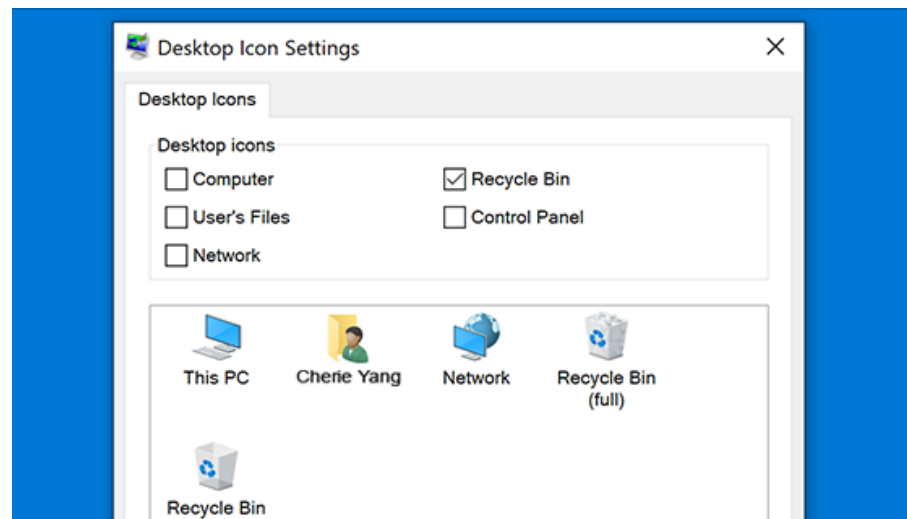 Desktop Icon Settings
Desktop Icons
Desktop icons
Computer
Recycle Bin
User's Files
Control Panel
Network
This PC
Cherie Yang
Network
Recycle Bin
(full)
Recycle Bin